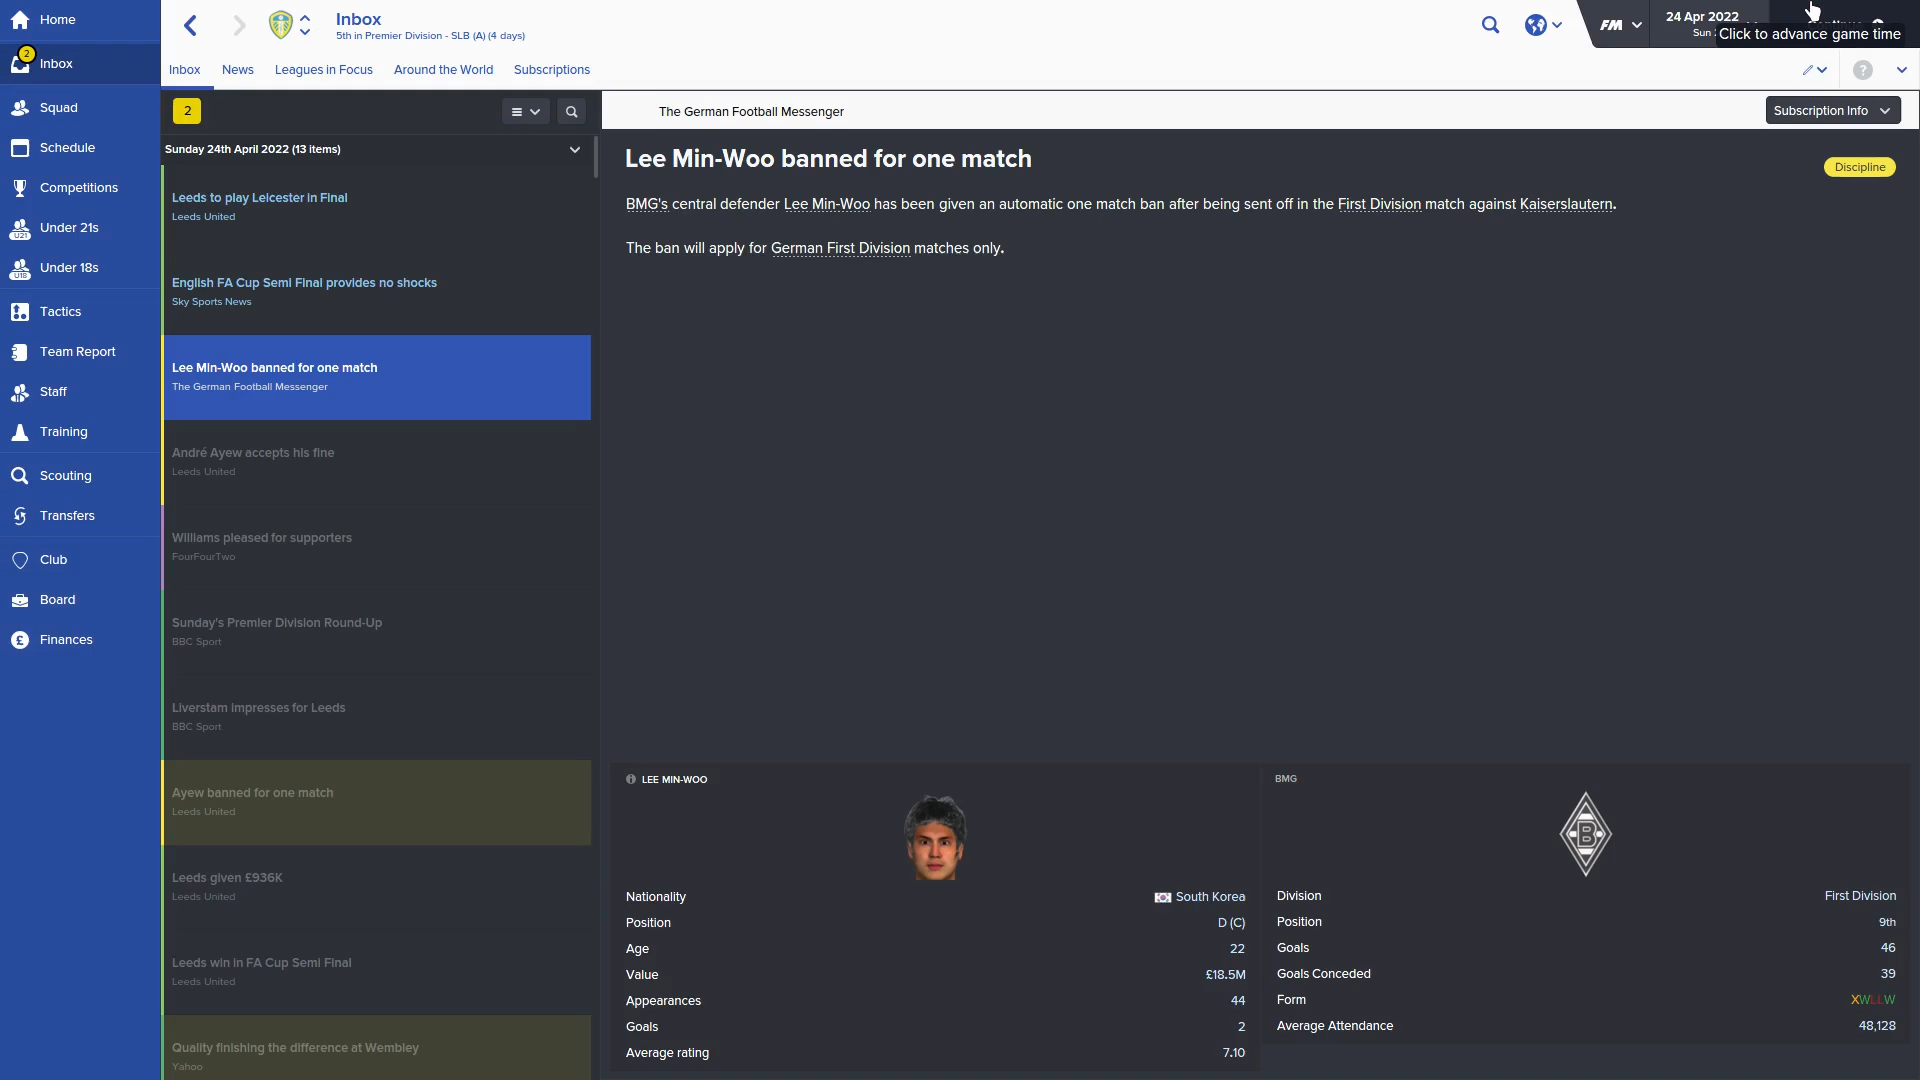 Home
2
Inbox
Squad
Schedule
Competitions
U21
Under 21s
U18
Under 18s
Tactics
Team Report
Staff
Training
Scouting
Transfers
Club
Board
Finances
Inbox
5th in Premier Division - SLB (A) (4 days)
FM
24 Apr 2022
Sun
Click to advance game time
Inbox News Leagues in Focus Around the World Subscriptions
?
2
Sunday 24th April 2022 (13 items)
Leeds to play Leicester in Final
Leeds United
English FA Cup Semi Final provides no shocks
Sky Sports News
Lee Min-Woo banned for one match
The German Football Messenger
André Ayew accepts his fine
Leeds United
Williams pleased for supporters
FourFourTwo
Sunday's Premier Division Round-Up
BBC Sport
Liverstam impresses for Leeds
BBC Sport
Ayew banned for one match
Leeds United
Leeds given £936K
Leeds United
Leeds win in FA Cup Semi Final
Leeds United
Quality finishing the difference at Wembley
Yahoo
The German Football Messenger
Subscription Info
Lee Min-Woo banned for one match
Discipline
BMG's central defender Lee Min-Woo has been given an automatic one match ban after being sent off in the First Division match against Kaiserslautern.
The ban will apply for German First Division matches only.
LEE MIN-WOO
Nationality South Korea
Position D (C)
Age 22
Value £18.5M
Appearances 44
Goals 2
Average rating 7.10
BMG
B
Division First Division
Position 9th
Goals 46
Goals Conceded 39
Form XWLLW
Average Attendance 48,128